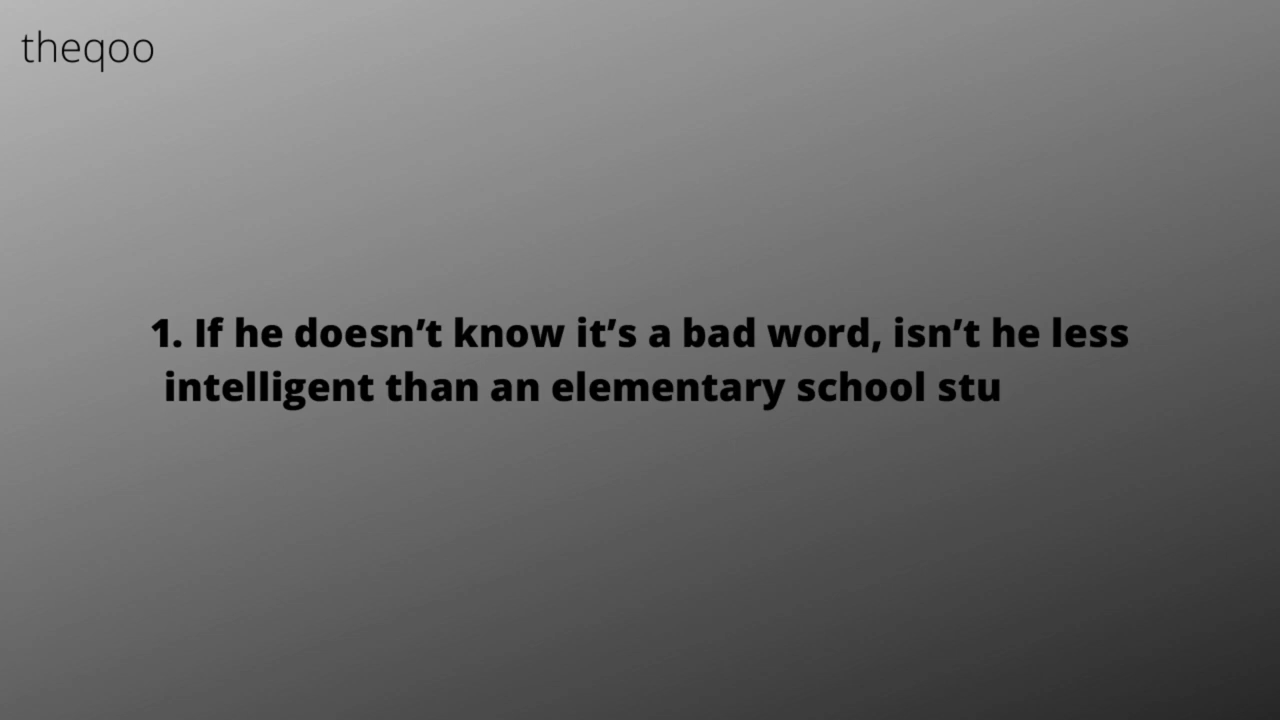 theqoo
1. If he doesn’t know it’s a bad word, isn’t he less
intelligent than an elementary school stu